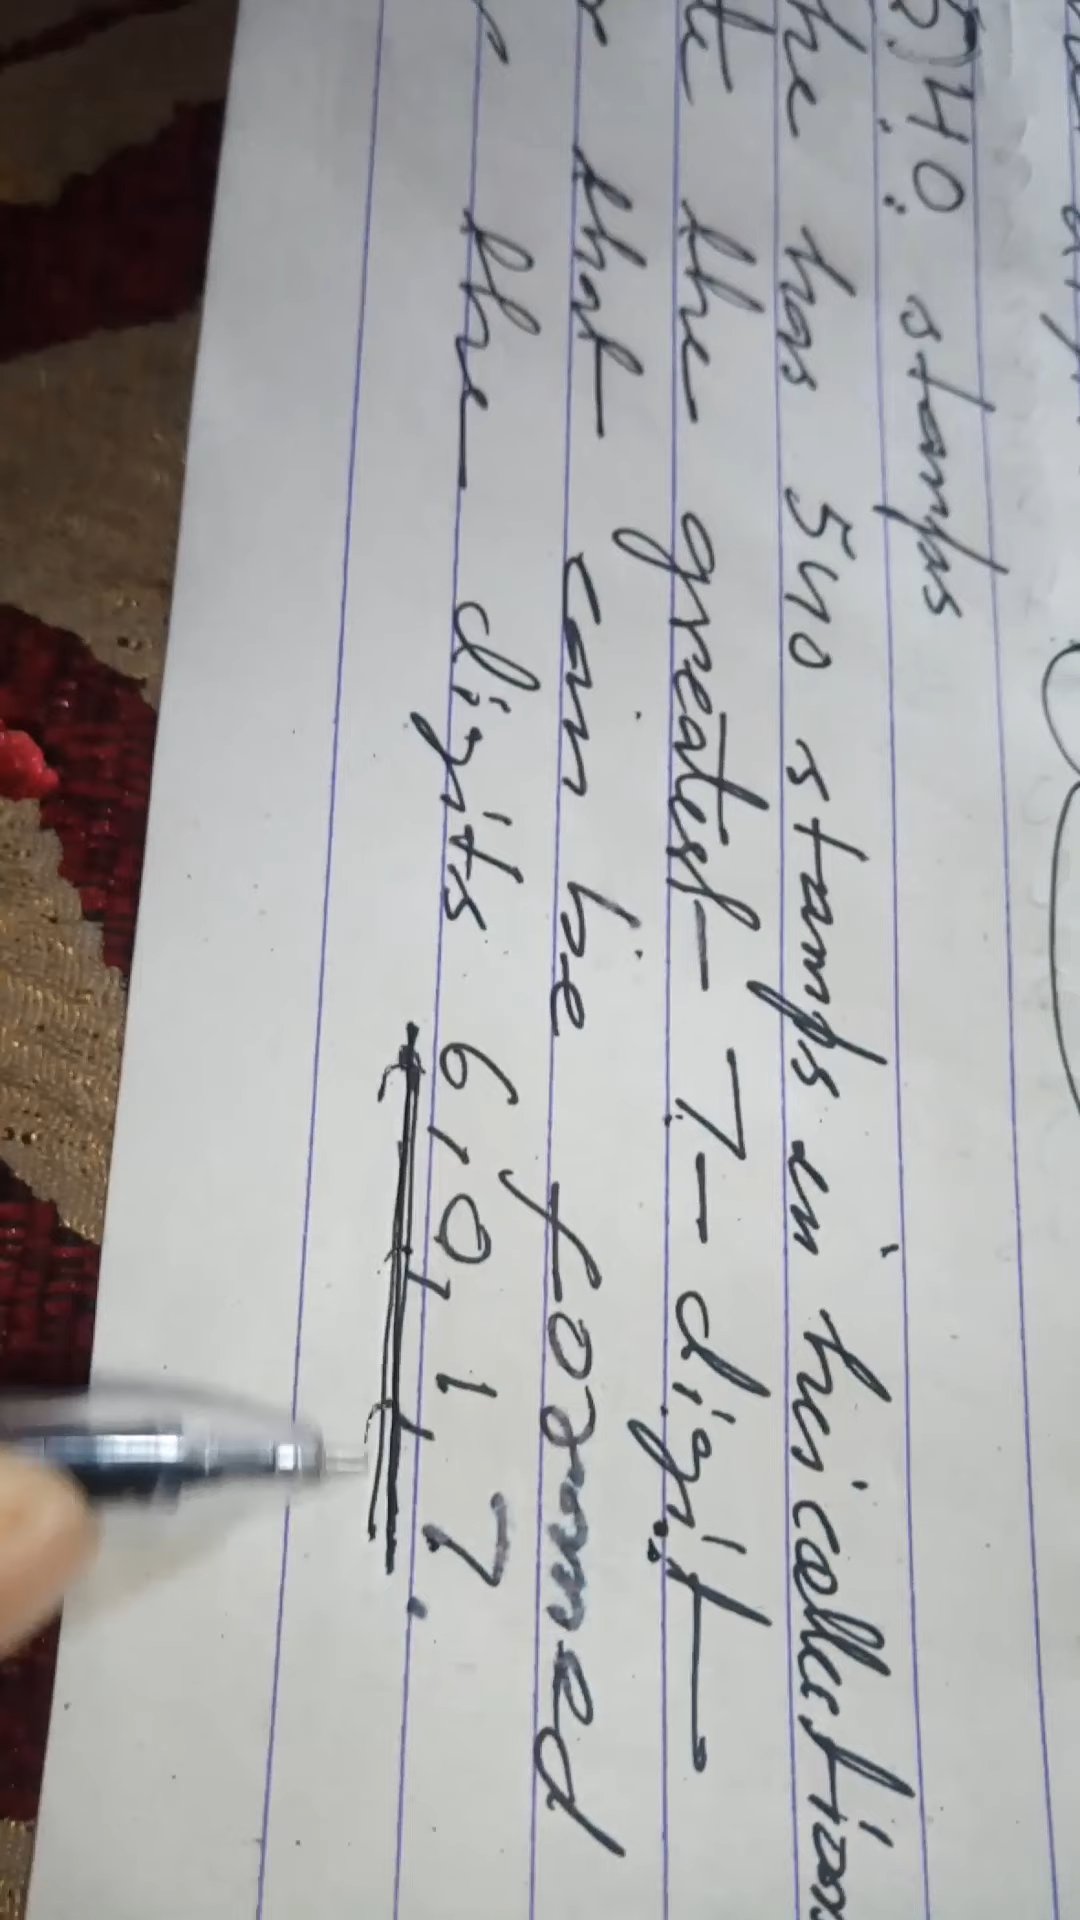 540 stamps
he has 540 stamps in his collection
te the greatest 7-digit
r that can be formed
r the digits 6, 0, 1, 7.